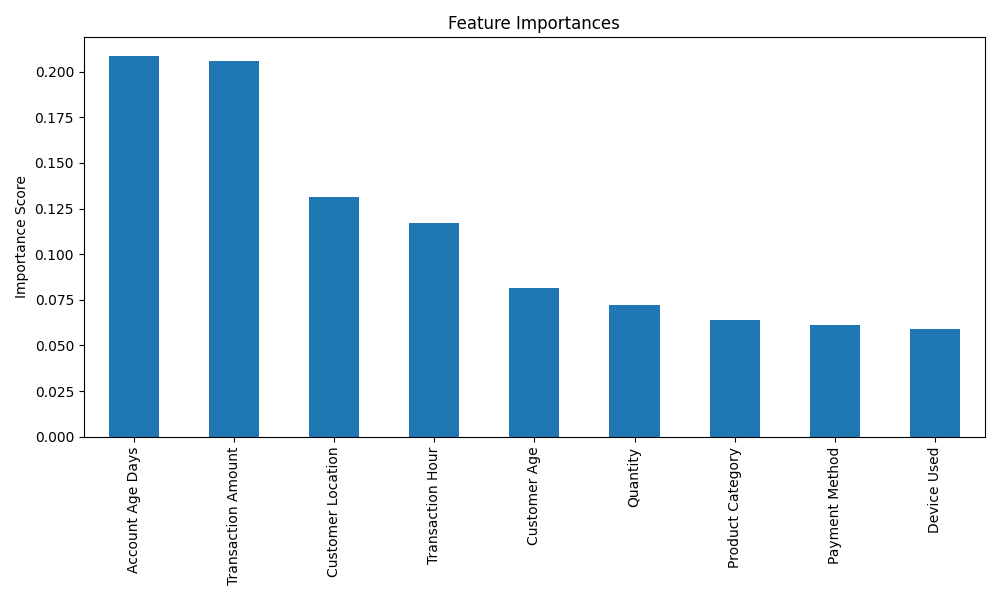 Feature Importances
Importance Score
0.200
0.175
0.150
0.125
0.100
0.075
0.050
0.025
0.000
Account Age Days
Transaction Amount
Customer Location
Transaction Hour
Customer Age
Quantity
Product Category
Payment Method
Device Used